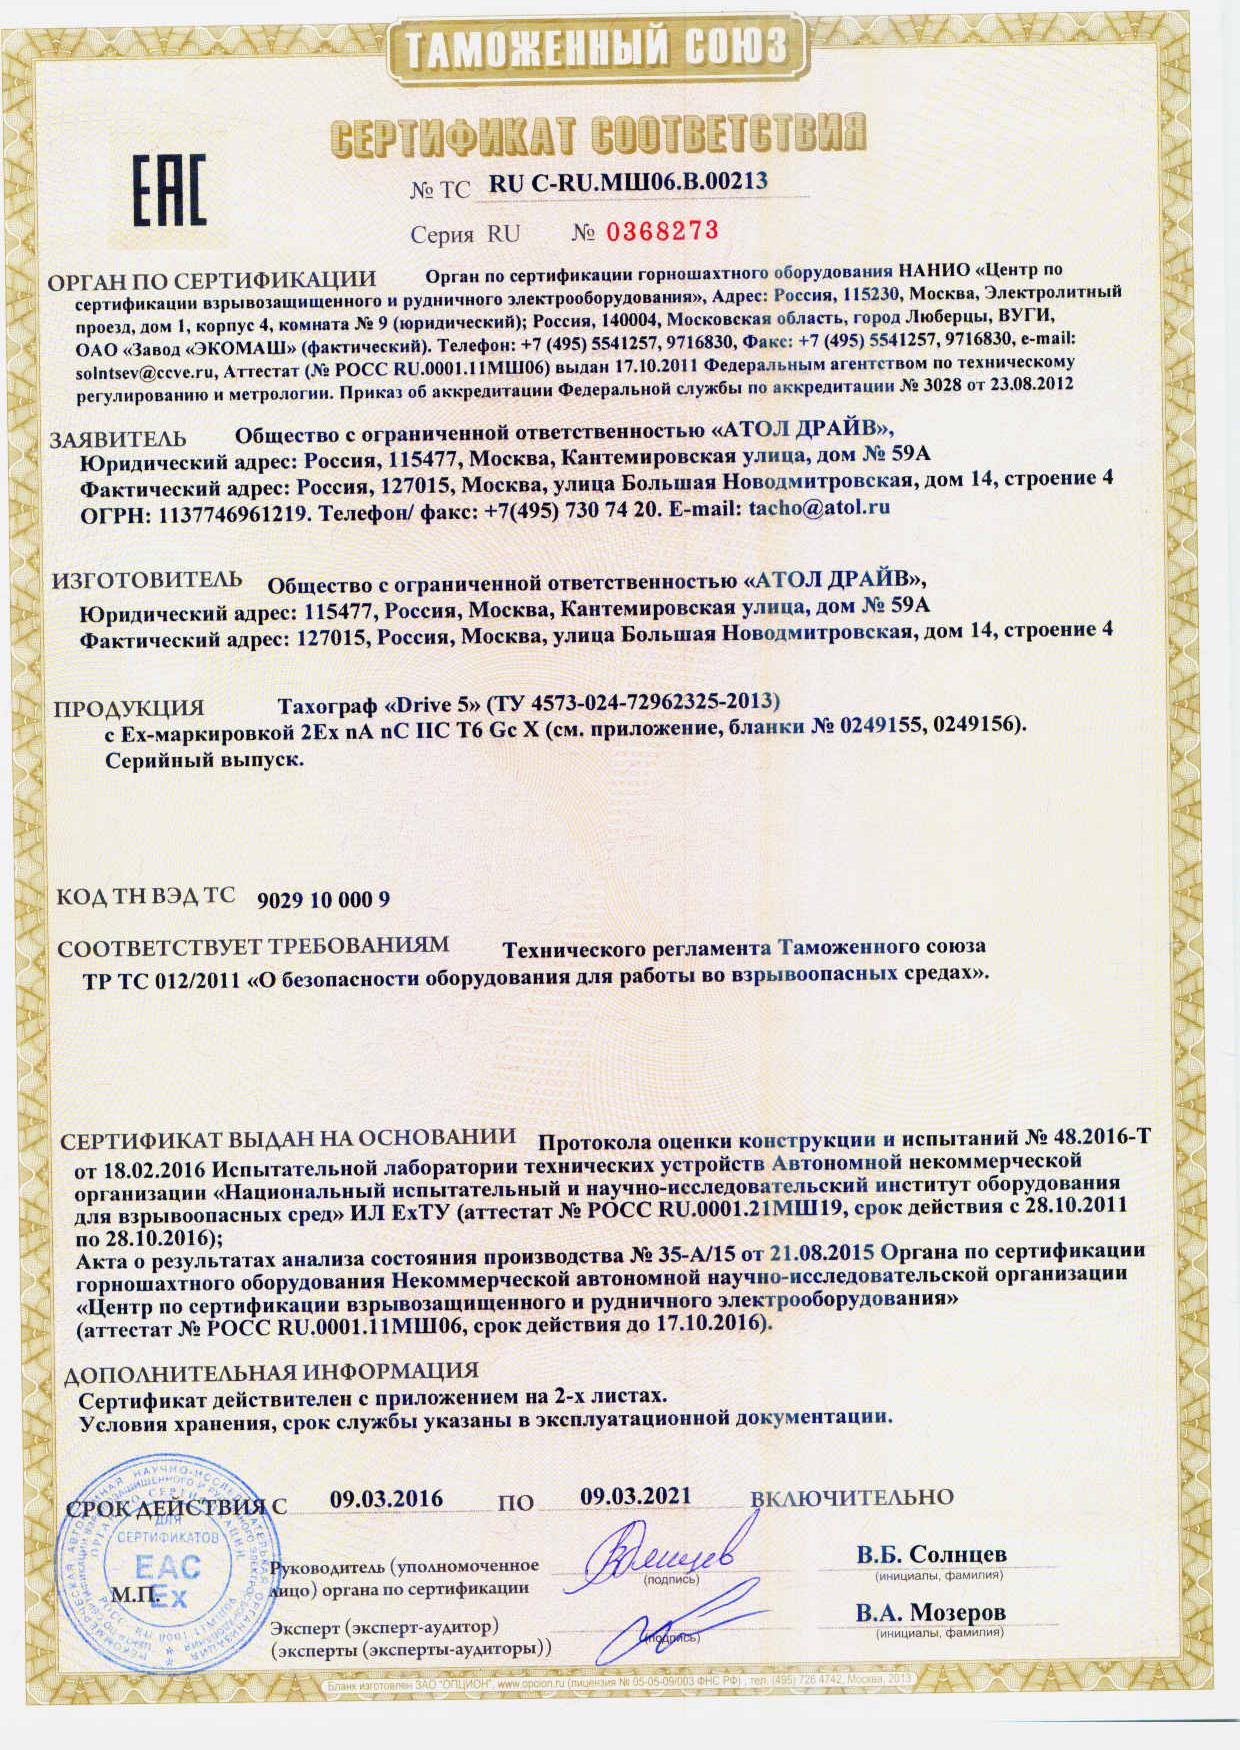 ТАМОЖЕННЫЙ СОЮЗ
СЕРТИФИКАТ СООТВЕТСТВИЯ
ЕАС
№ ТС RU C-RU.МШ06.В.00213
Серия RU № 0368273
ОРГАН ПО СЕРТИФИКАЦИИ Орган по сертификации горношахтного оборудования НАНИО «Центр по
сертификации взрывозащищенного и рудничного электрооборудования», Адрес: Россия, 115230, Москва, Электролитный
проезд, дом 1, корпус 4, комната № 9 (юридический); Россия, 140004, Московская область, город Люберцы, ВУГИ,
ОАО «Завод «ЭКОМАШ» (фактический). Телефон: +7 (495) 5541257, 9716830, Факс: +7 (495) 5541257, 9716830, e-mail:
solntsev@ccve.ru, Аттестат (№ РОСС RU.0001.11МШ06) выдан 17.10.2011 Федеральным агентством по техническому
регулированию и метрологии. Приказ об аккредитации Федеральной службы по аккредитации № 3028 от 23.08.2012
ЗАЯВИТЕЛЬ Общество с ограниченной ответственностью «АТОЛ ДРАЙВ»,
Юридический адрес: Россия, 115477, Москва, Кантемировская улица, дом № 59А
Фактический адрес: Россия, 127015, Москва, улица Большая Новодмитровская, дом 14, строение 4
ОГРН: 1137746961219. Телефон/ факс: +7(495) 730 74 20. E-mail: tacho@atol.ru
ИЗГОТОВИТЕЛЬ Общество с ограниченной ответственностью «АТОЛ ДРАЙВ»,
Юридический адрес: 115477, Россия, Москва, Кантемировская улица, дом № 59А
Фактический адрес: 127015, Россия, Москва, улица Большая Новодмитровская, дом 14, строение 4
ПРОДУКЦИЯ Тахограф «Drive 5» (ТУ 4573-024-72962325-2013)
с Ех-маркировкой 2Ex nA nC IIC T6 Gc X (см. приложение, бланки № 0249155, 0249156).
Серийный выпуск.
КОД ТН ВЭД ТС 9029 10 000 9
СООТВЕТСТВУЕТ ТРЕБОВАНИЯМ Технического регламента Таможенного союза
ТР ТС 012/2011 «О безопасности оборудования для работы во взрывоопасных средах».
СЕРТИФИКАТ ВЫДАН НА ОСНОВАНИИ Протокола оценки конструкции и испытаний № 48.2016-Т
от 18.02.2016 Испытательной лаборатории технических устройств Автономной некоммерческой
организации «Национальный испытательный и научно-исследовательский институт оборудования
для взрывоопасных сред» ИЛ ЕхТУ (аттестат № РОСС RU.0001.21МШ19, срок действия с 28.10.2011
по 28.10.2016);
Акта о результатах анализа состояния производства № 35-А/15 от 21.08.2015 Органа по сертификации
горношахтного оборудования Некоммерческой автономной научно-исследовательской организации
«Центр по сертификации взрывозащищенного и рудничного электрооборудования»
(аттестат № РОСС RU.0001.11МШ06, срок действия до 17.10.2016).
ДОПОЛНИТЕЛЬНАЯ ИНФОРМАЦИЯ
Сертификат действителен с приложением на 2-х листах.
Условия хранения, срок службы указаны в эксплуатационной документации.
СРОК ДЕЙСТВИЯ С 09.03.2016 ПО 09.03.2021 ВКЛЮЧИТЕЛЬНО
ДЛЯ
СЕРТИФИКАТОВ
ЕАС
Ex
М.П.
Руководитель (уполномоченное
лицо) органа по сертификации
(подпись)
В.Б. Солнцев
(инициалы, фамилия)
Эксперт (эксперт-аудитор)
(эксперты (эксперты-аудиторы))
(подпись)
В.А. Мозеров
(инициалы, фамилия)
Бланк изготовлен ЗАО "ОПЦИОН", www.opcion.ru (лицензия № 05-05-09/003 ФНС РФ), тел. (495) 726 4742, Москва, 2013